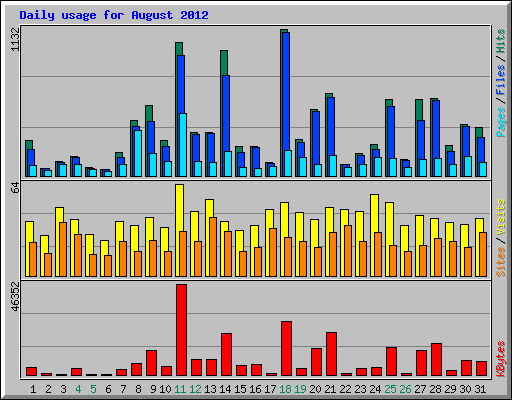 Daily usage for August 2012
1132
Pages / Files / Hits
64
Sites / Visits
46352
KBytes
1 2 3 4 5 6 7 8 9 10 11 12 13 14 15 16 17 18 19 20 21 22 23 24 25 26 27 28 29 30 31